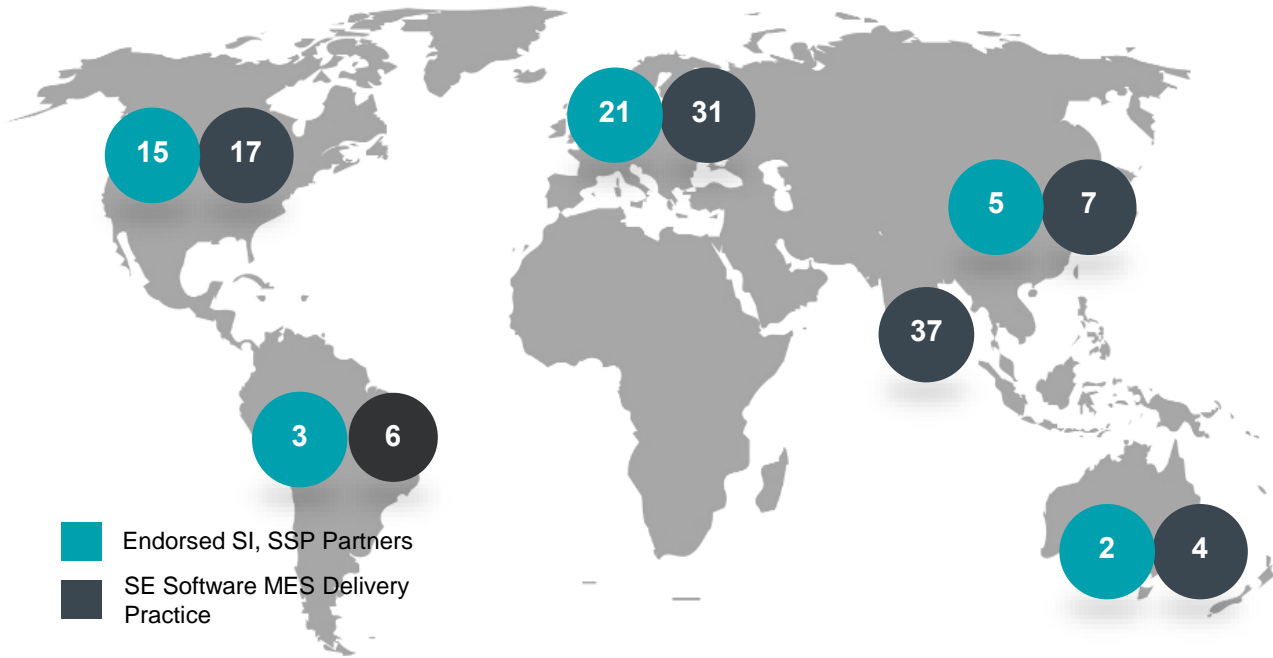 21 31
15 17
5 7
37
3 6
Endorsed SI, SSP Partners
SE Software MES Delivery
Practice
2 4